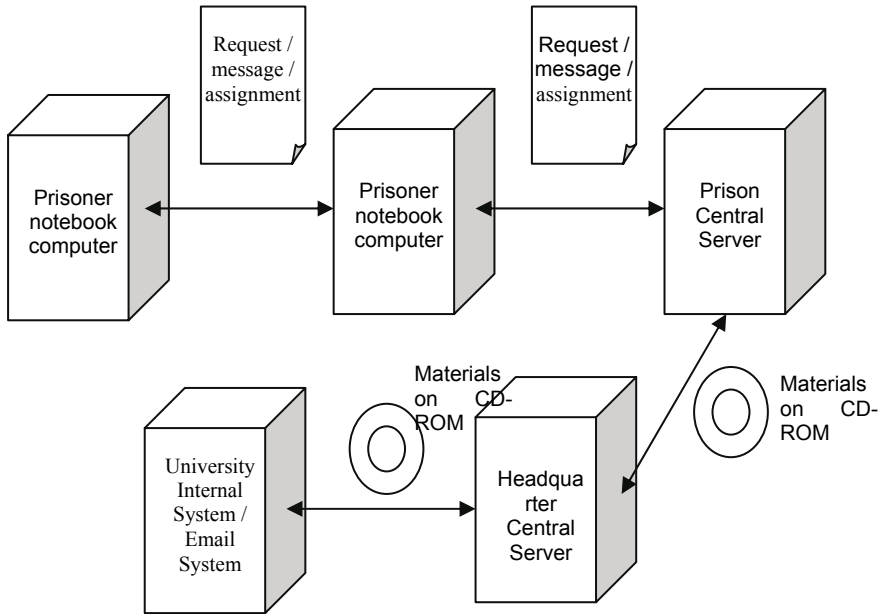 Request /
message /
assignment
Request /
message /
assignment
Prisoner
notebook
computer
Prisoner
notebook
computer
Prison
Central
Server
Materials
on CD-
ROM
Materials
on CD-
ROM
University
Internal
System /
Email
System
Headqua
rter
Central
Server